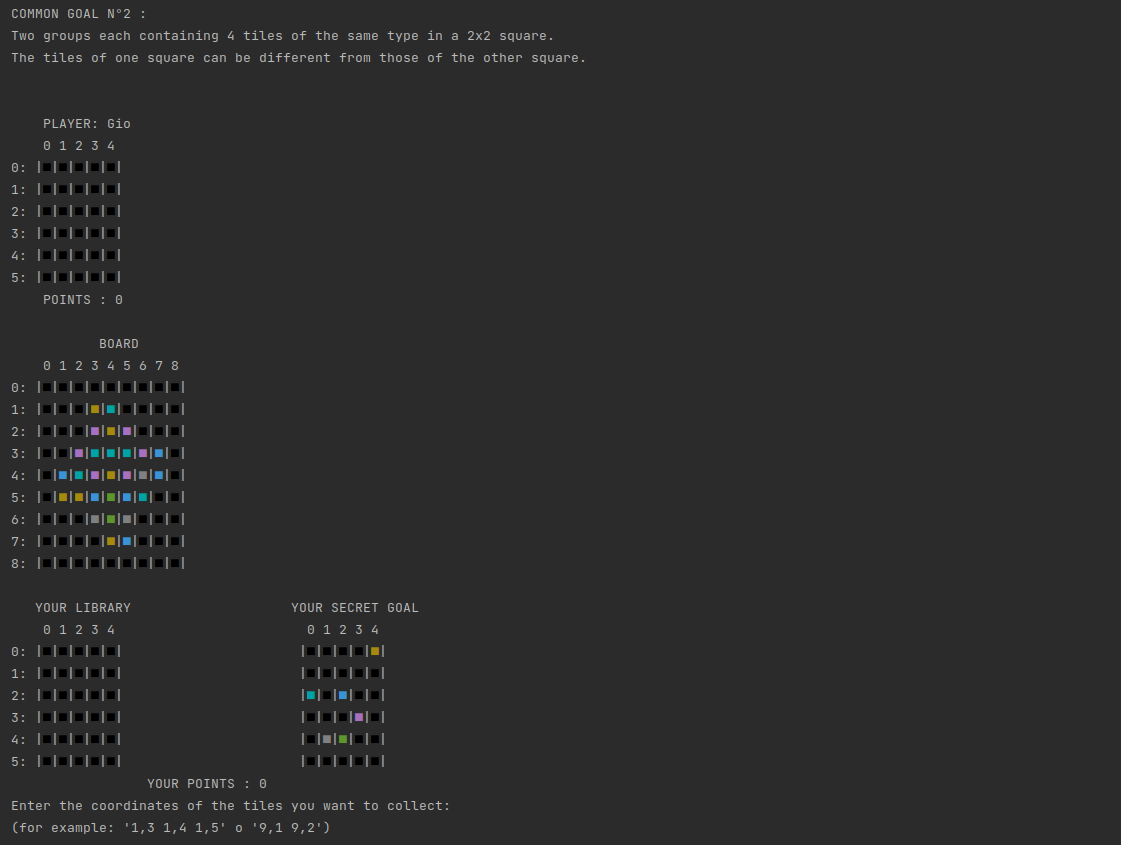 COMMON GOAL N°2 :
Two groups each containing 4 tiles of the same type in a 2x2 square.
The tiles of one square can be different from those of the other square.
PLAYER: Gio
0 1 2 3 4
0: |■|■|■|■|■|
1: |■|■|■|■|■|
2: |■|■|■|■|■|
3: |■|■|■|■|■|
4: |■|■|■|■|■|
5: |■|■|■|■|■|
POINTS : 0
BOARD
0 1 2 3 4 5 6 7 8
0: |■|■|■|■|■|■|■|■|■|
1: |■|■|■|■|■|■|■|■|■|
2: |■|■|■|■|■|■|■|■|■|
3: |■|■|■|■|■|■|■|■|■|
4: |■|■|■|■|■|■|■|■|■|
5: |■|■|■|■|■|■|■|■|■|
6: |■|■|■|■|■|■|■|■|■|
7: |■|■|■|■|■|■|■|■|■|
8: |■|■|■|■|■|■|■|■|■|
YOUR LIBRARY YOUR SECRET GOAL
0 1 2 3 4 0 1 2 3 4
0: |■|■|■|■|■| |■|■|■|■|■|
1: |■|■|■|■|■| |■|■|■|■|■|
2: |■|■|■|■|■| |■|■|■|■|■|
3: |■|■|■|■|■| |■|■|■|■|■|
4: |■|■|■|■|■| |■|■|■|■|■|
5: |■|■|■|■|■| |■|■|■|■|■|
YOUR POINTS : 0
Enter the coordinates of the tiles you want to collect:
(for example: '1,3 1,4 1,5' o '9,1 9,2')